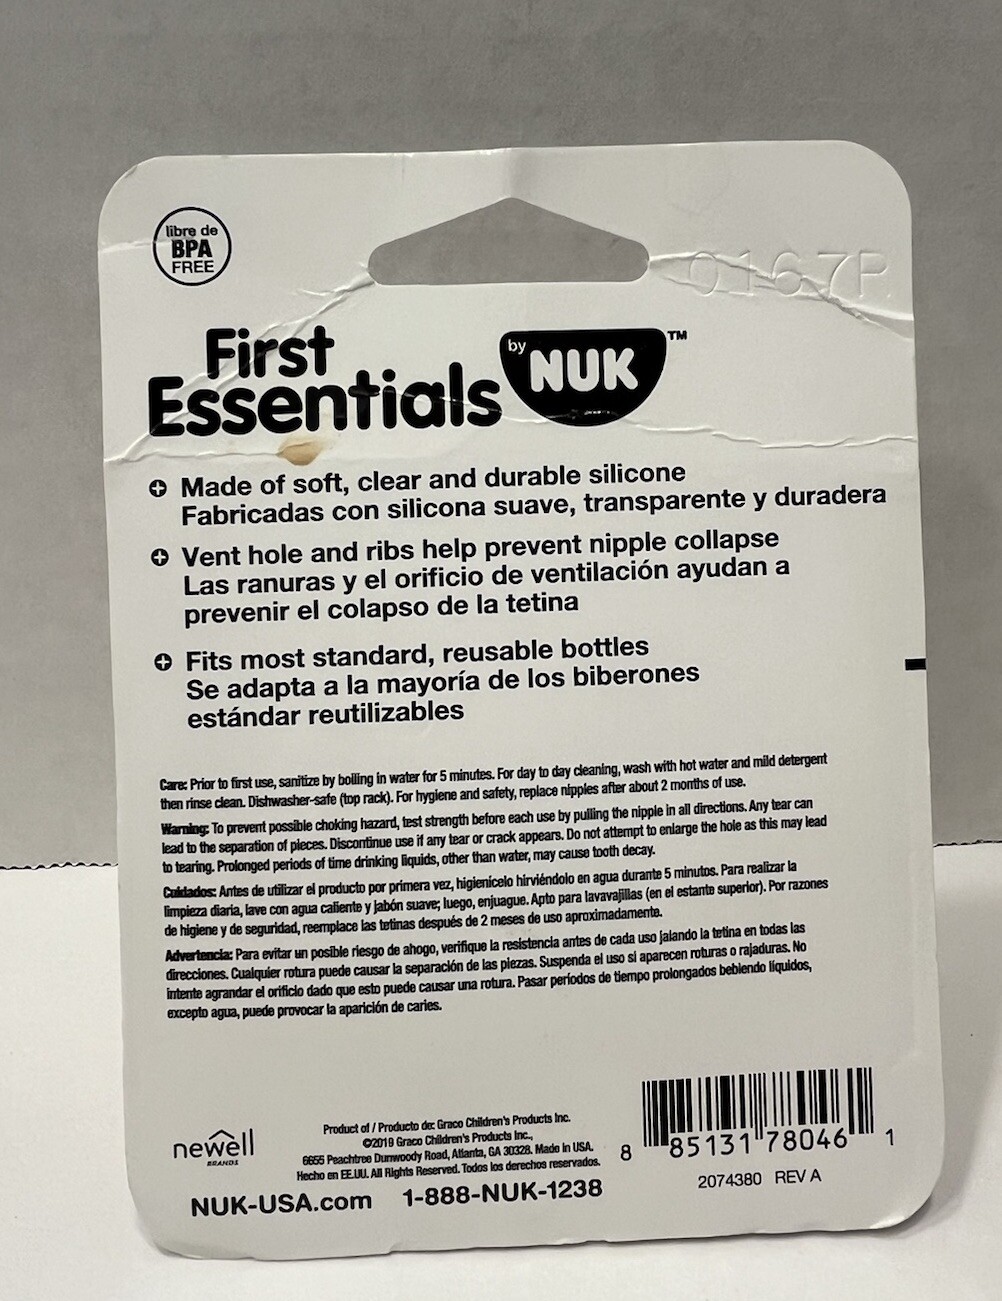 libre de
BPA
FREE
0167P
First
Essentials
by NUK™
Made of soft, clear and durable silicone
Fabricadas con silicona suave, transparente y duradera
Vent hole and ribs help prevent nipple collapse
Las ranuras y el orificio de ventilación ayudan a
prevenir el colapso de la tetina
Fits most standard, reusable bottles
Se adapta a la mayoría de los biberones
estándar reutilizables
Care: Prior to first use, sanitize by boiling in water for 5 minutes. For day to day cleaning, wash with hot water and mild detergent
then rinse clean. Dishwasher-safe (top rack). For hygiene and safety, replace nipples after about 2 months of use.
Warning: To prevent possible choking hazard, test strength before each use by pulling the nipple in all directions. Any tear can
lead to the separation of pieces. Discontinue use if any tear or crack appears. Do not attempt to enlarge the hole as this may lead
to tearing. Prolonged periods of time drinking liquids, other than water, may cause tooth decay.
Cuidados: Antes de utilizar el producto por primera vez, higienícelo hirviéndolo en agua durante 5 minutos. Para realizar la
limpieza diaria, lave con agua caliente y jabón suave; luego, enjuague. Apto para lavavajillas (en el estante superior). Por razones
de higiene y de seguridad, reemplace las tetinas después de 2 meses de uso aproximadamente.
Advertencia: Para evitar un posible riesgo de ahogo, verifique la resistencia antes de cada uso jalando la tetina en todas las
direcciones. Cualquier rotura puede causar la separación de las piezas. Suspenda el uso si aparecen roturas o rajaduras. No
intente agrandar el orificio dado que esto puede causar una rotura. Pasar períodos de tiempo prolongados bebiendo líquidos,
excepto agua, puede provocar la aparición de caries.
newell
BRANDS
Product of / Producto de: Graco Children's Products Inc.
©2019 Graco Children's Products Inc.,
6655 Peachtree Dunwoody Road, Atlanta, GA 30328. Made in USA.
Hecho en EE.UU. All Rights Reserved. Todos los derechos reservados.
NUK-USA.com 1-888-NUK-1238
8 85131 78046 1
2074380 REV A